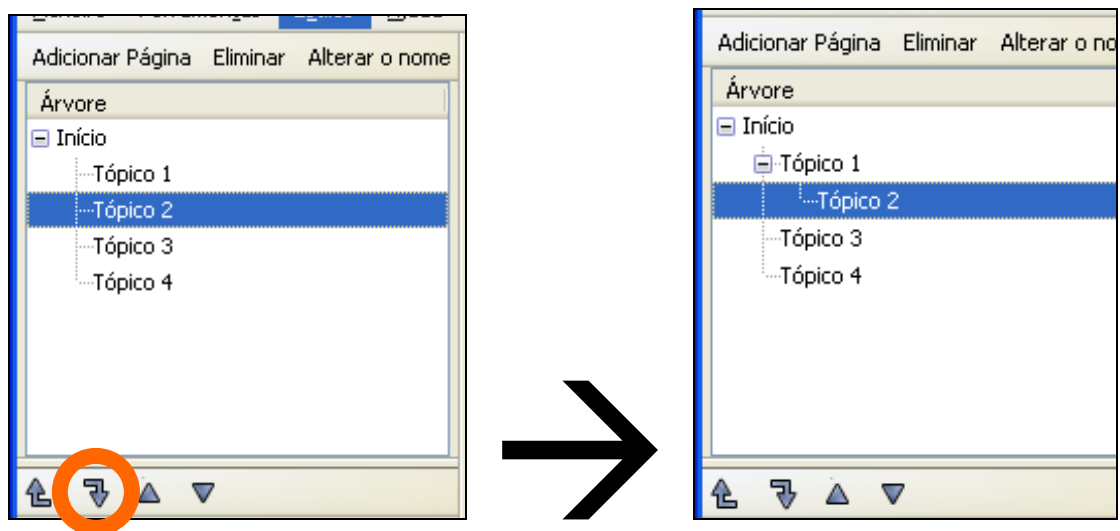 Adicionar Página Eliminar Alterar o nome
Árvore
Início
Tópico 1
Tópico 2
Tópico 3
Tópico 4
Adicionar Página Eliminar Alterar o no
Árvore
Início
Tópico 1
Tópico 2
Tópico 3
Tópico 4